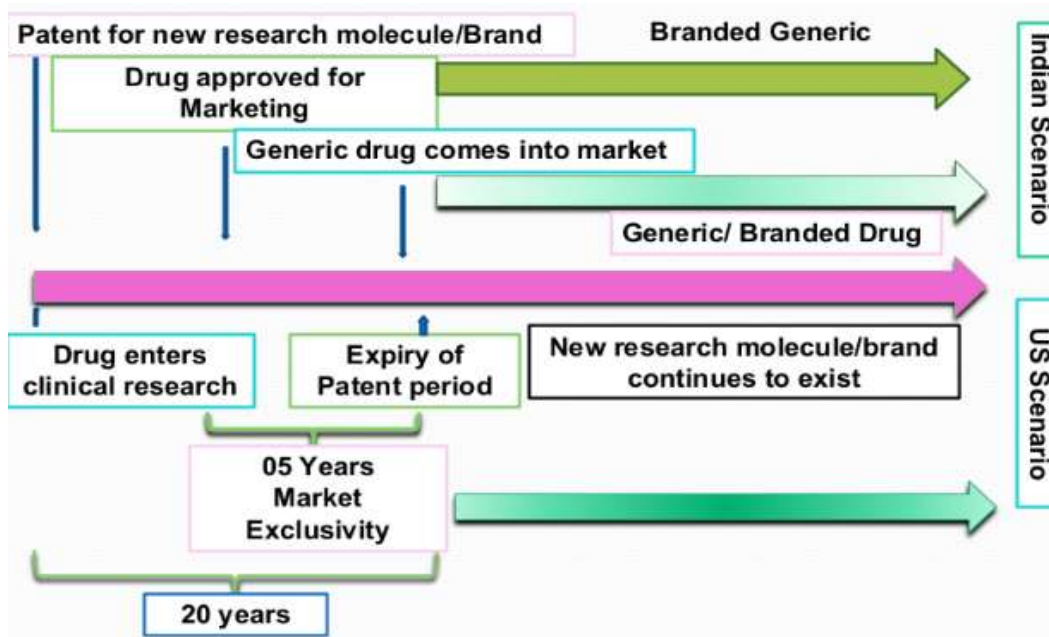 Patent for new research molecule/Brand
Branded Generic
Drug approved for
Marketing
Generic drug comes into market
Generic/ Branded Drug
Indian Scenario
Drug enters
clinical research
Expiry of
Patent period
New research molecule/brand
continues to exist
US Scenario
05 Years
Market
Exclusivity
20 years